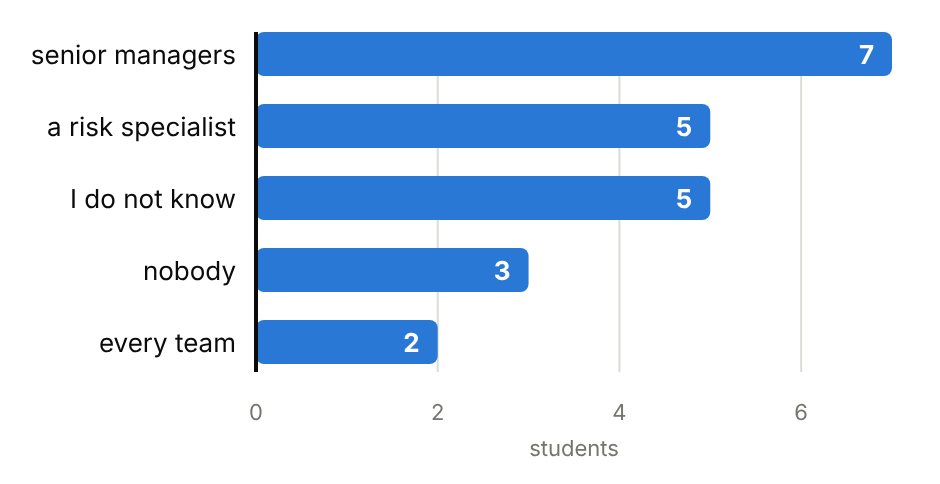 senior managers 7
a risk specialist 5
I do not know 5
nobody 3
every team 2
0 2 4 6
students